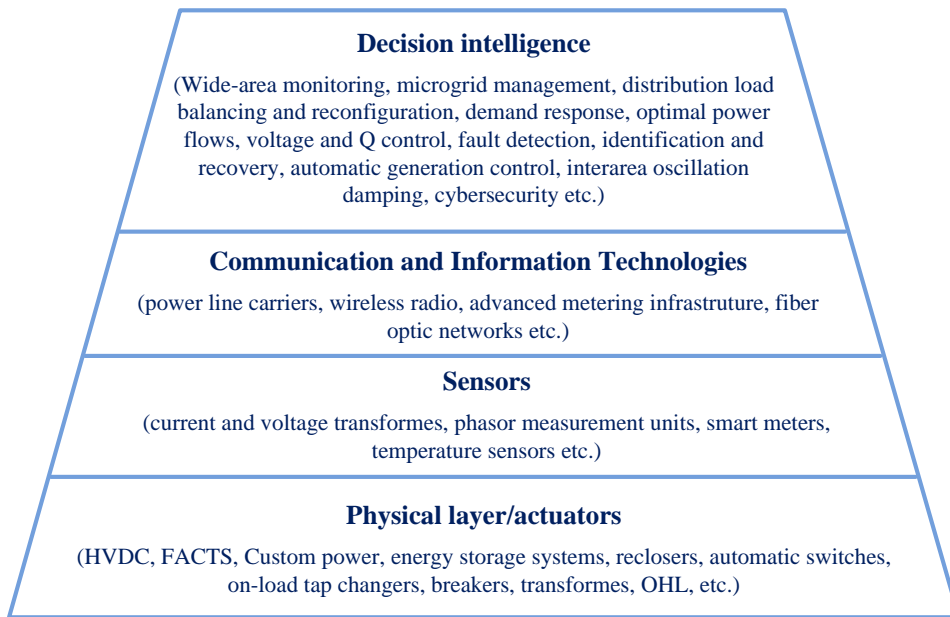 Decision intelligence
(Wide-area monitoring, microgrid management, distribution load
balancing and reconfiguration, demand response, optimal power
flows, voltage and Q control, fault detection, identification and
recovery, automatic generation control, interarea oscillation
damping, cybersecurity etc.)
Communication and Information Technologies
(power line carriers, wireless radio, advanced metering infrastruture, fiber
optic networks etc.)
Sensors
(current and voltage transformes, phasor measurement units, smart meters,
temperature sensors etc.)
Physical layer/actuators
(HVDC, FACTS, Custom power, energy storage systems, reclosers, automatic switches,
on-load tap changers, breakers, transformes, OHL, etc.)